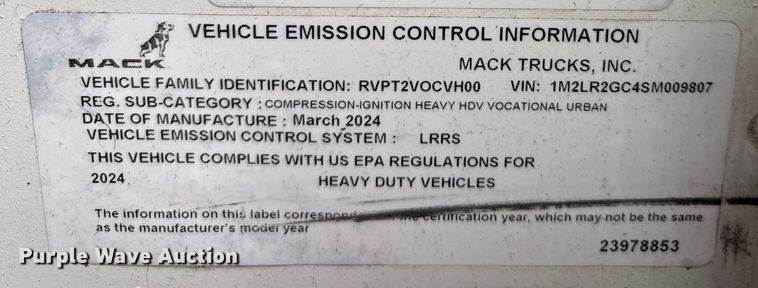 VEHICLE EMISSION CONTROL INFORMATION
MACK MACK TRUCKS, INC.
VEHICLE FAMILY IDENTIFICATION: RVPT2VOCVH00 VIN: 1M2LR2GC4SM009807
REG. SUB-CATEGORY : COMPRESSION-IGNITION HEAVY HDV VOCATIONAL URBAN
DATE OF MANUFACTURE : March 2024
VEHICLE EMISSION CONTROL SYSTEM : LRRS
THIS VEHICLE COMPLIES WITH US EPA REGULATIONS FOR
2024 HEAVY DUTY VEHICLES
The information on this label certification year, which may not be the same
as the manufacturer's model year
23978853
Purple Wave Auction